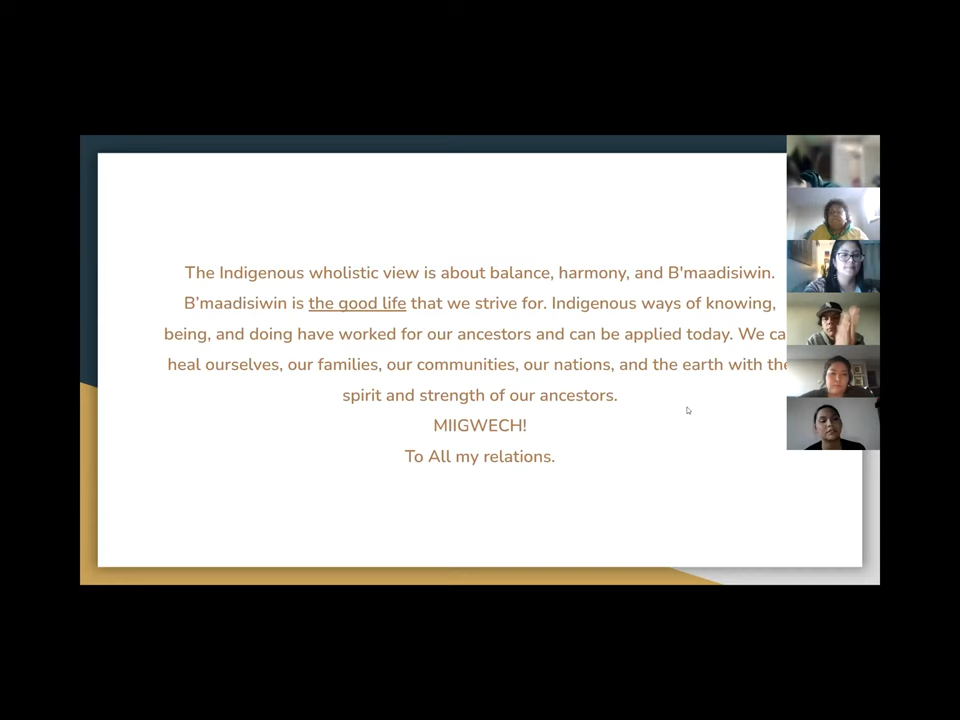 The Indigenous wholistic view is about balance, harmony, and B'maadisiwin.
B’maadisiwin is the good life that we strive for. Indigenous ways of knowing,
being, and doing have worked for our ancestors and can be applied today. We ca
heal ourselves, our families, our communities, our nations, and the earth with the
spirit and strength of our ancestors.
MIIGWECH!
To All my relations.